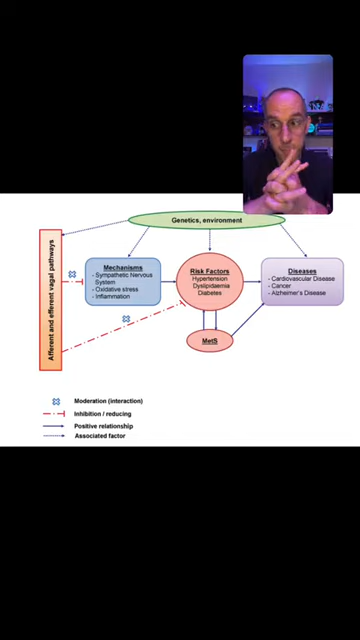 Genetics, environment
Afferent and efferent vagal pathways
Mechanisms
- Sympathetic Nervous
System
- Oxidative stress
- Inflammation
Risk Factors
Hypertension
Dyslipidaemia
Diabetes
Diseases
- Cardiovascular Disease
- Cancer
- Alzheimer's Disease
MetS
Moderation (interaction)
Inhibition / reducing
Positive relationship
Associated factor